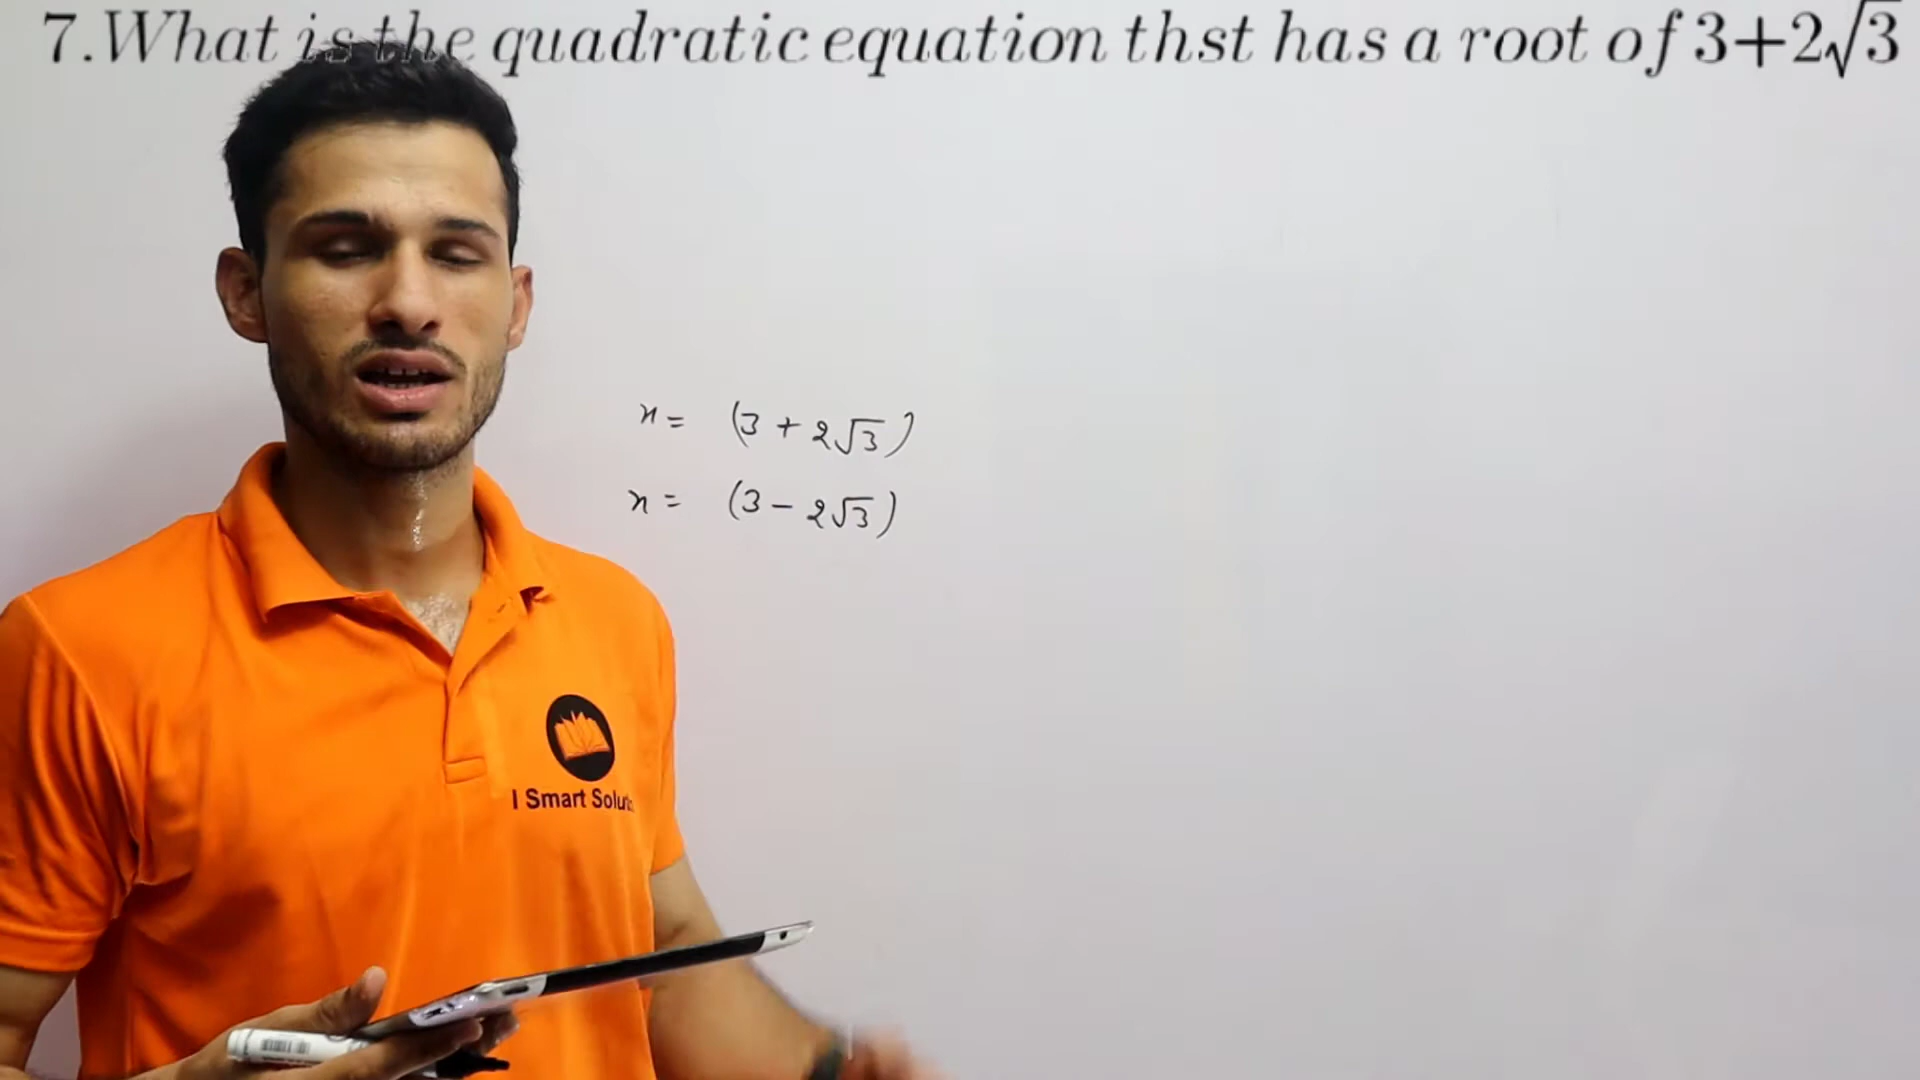 7.What is the quadratic equation thst has a root of 3+2√3
x = (3 + 2√3)
x = (3 - 2√3)
I Smart Solu